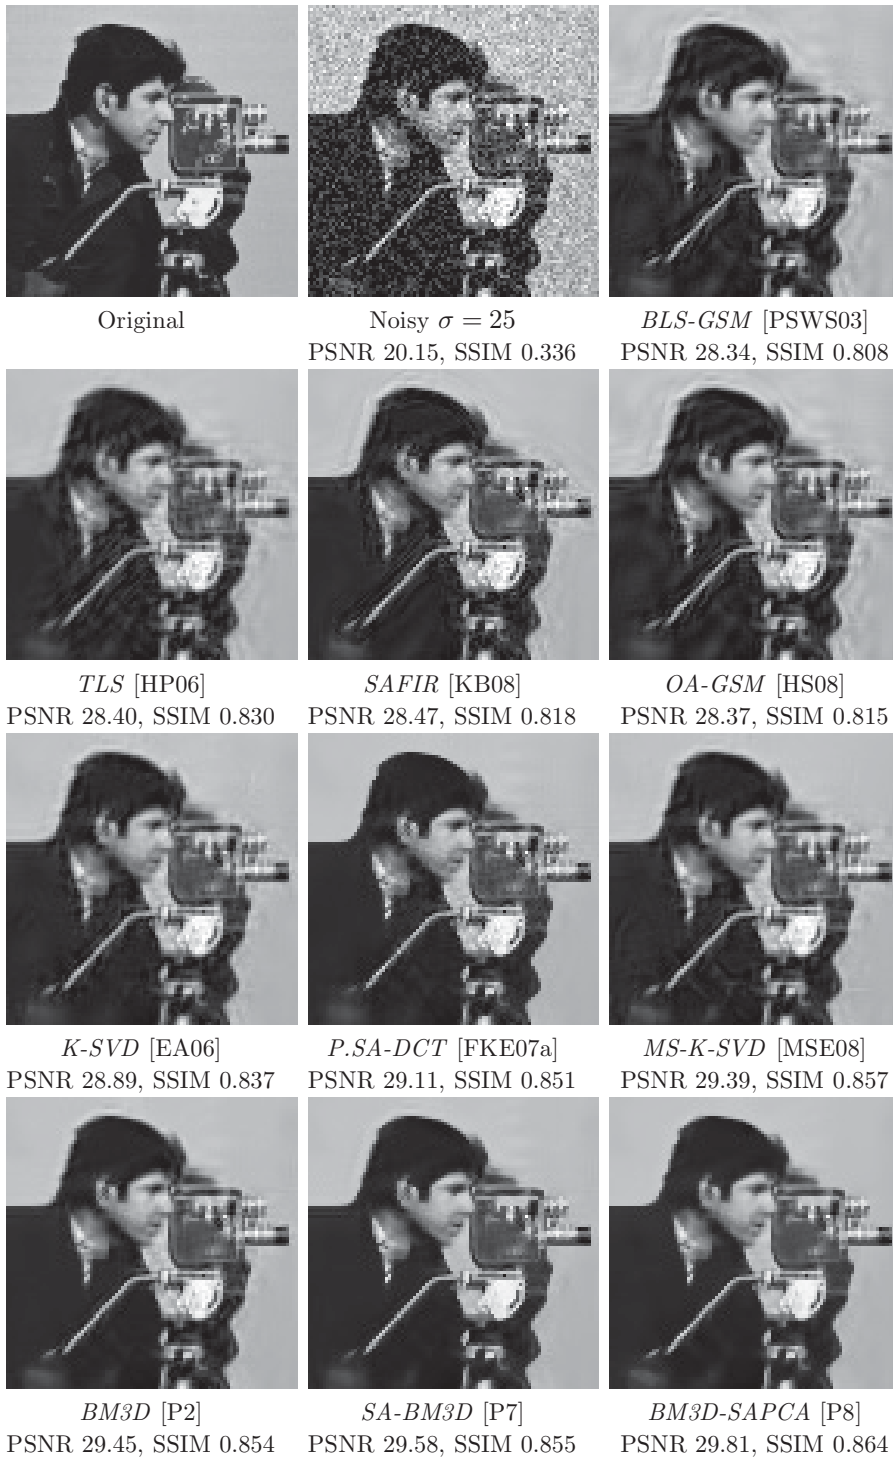 Original
Noisy σ = 25
PSNR 20.15, SSIM 0.336
BLS-GSM [PSWS03]
PSNR 28.34, SSIM 0.808
TLS [HP06]
PSNR 28.40, SSIM 0.830
SAFIR [KB08]
PSNR 28.47, SSIM 0.818
OA-GSM [HS08]
PSNR 28.37, SSIM 0.815
K-SVD [EA06]
PSNR 28.89, SSIM 0.837
P.SA-DCT [FKE07a]
PSNR 29.11, SSIM 0.851
MS-K-SVD [MSE08]
PSNR 29.39, SSIM 0.857
BM3D [P2]
PSNR 29.45, SSIM 0.854
SA-BM3D [P7]
PSNR 29.58, SSIM 0.855
BM3D-SAPCA [P8]
PSNR 29.81, SSIM 0.864